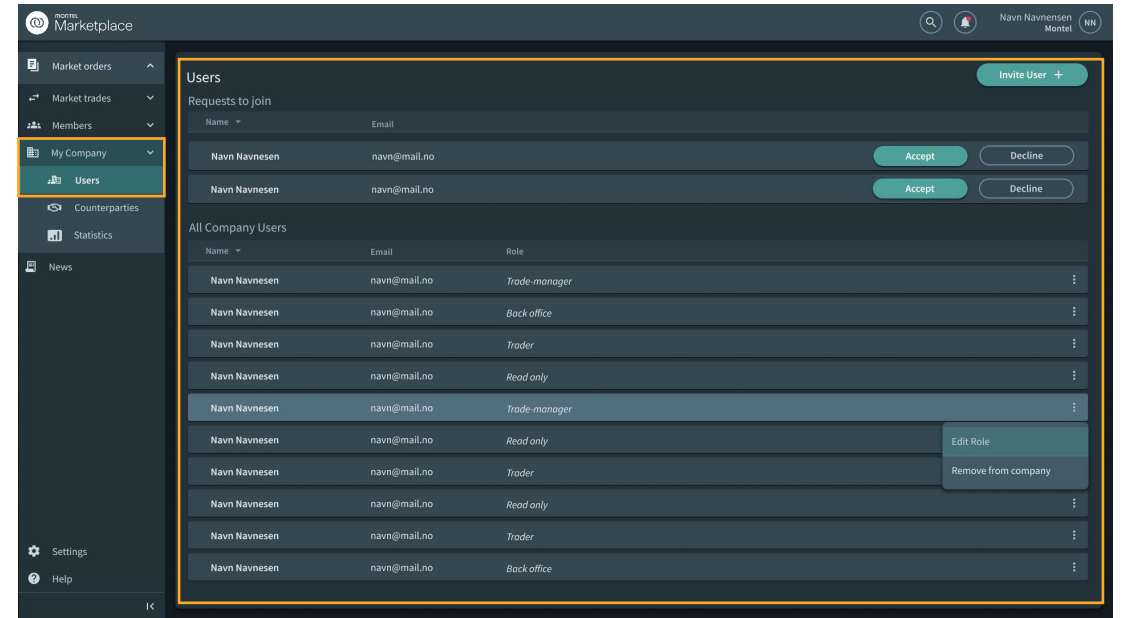 MONTEL
Marketplace
Navn Navnensen
Montel
NN
Market orders
Market trades
Members
My Company
Users
Counterparties
Statistics
News
Settings
Help
Users
Invite User +
Requests to join
Name Email
Navn Navnesen navn@mail.no Accept Decline
Navn Navnesen navn@mail.no Accept Decline
All Company Users
Name Email Role
Navn Navnesen navn@mail.no Trade-manager
Navn Navnesen navn@mail.no Back office
Navn Navnesen navn@mail.no Trader
Navn Navnesen navn@mail.no Read only
Navn Navnesen navn@mail.no Trade-manager
Navn Navnesen navn@mail.no Read only
Edit Role
Navn Navnesen navn@mail.no Trader
Remove from company
Navn Navnesen navn@mail.no Read only
Navn Navnesen navn@mail.no Trader
Navn Navnesen navn@mail.no Back office